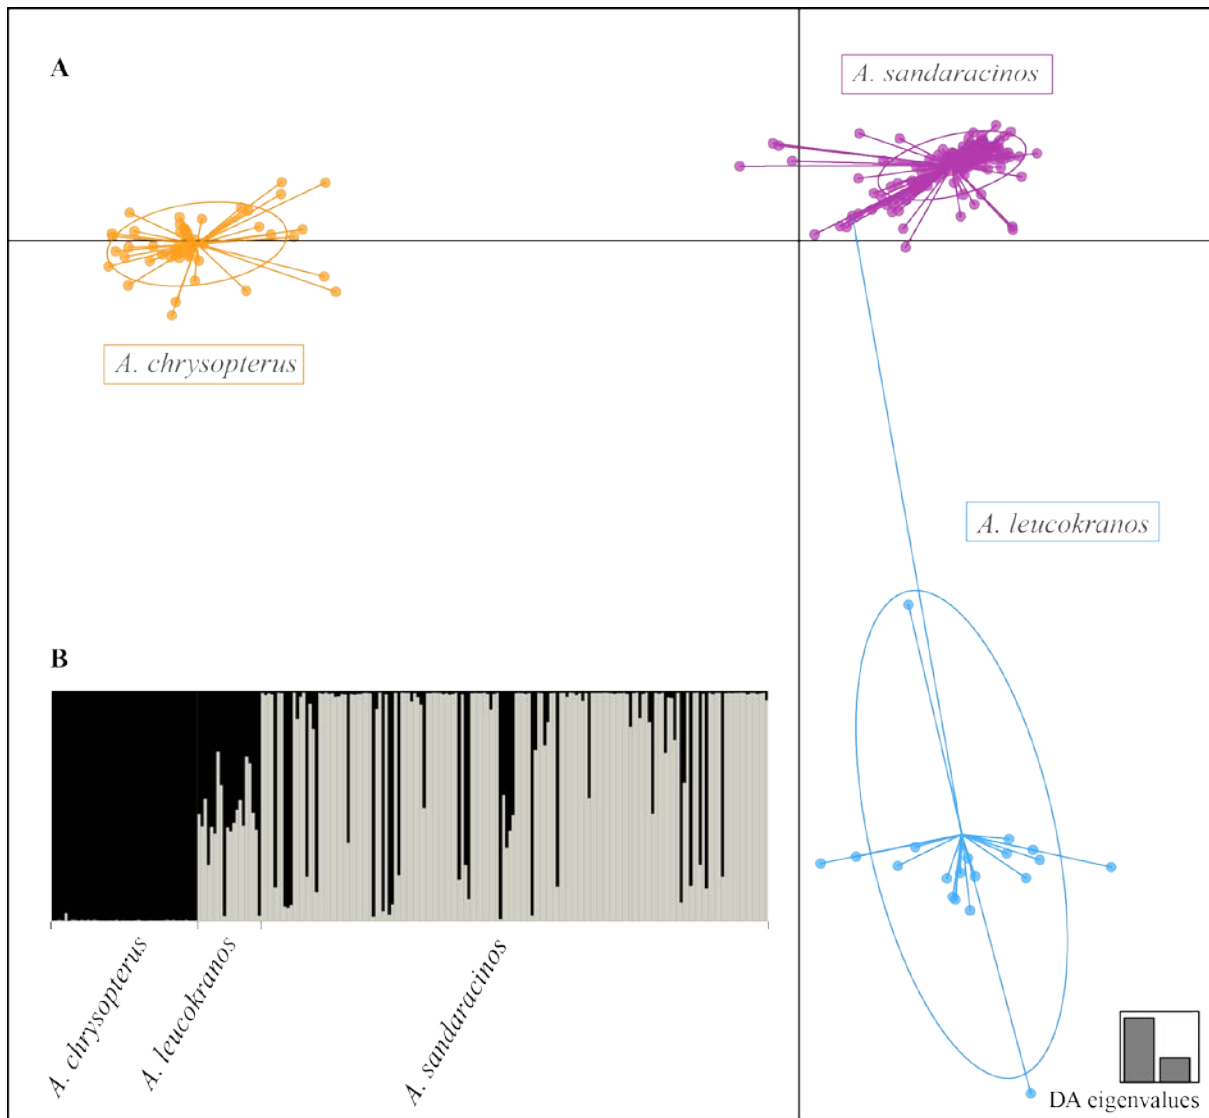 A
A. sandaracinos
A. chrysopterus
A. leucokranos
B
A. chrysopterus
A. leucokranos
A. sandaracinos
DA eigenvalues